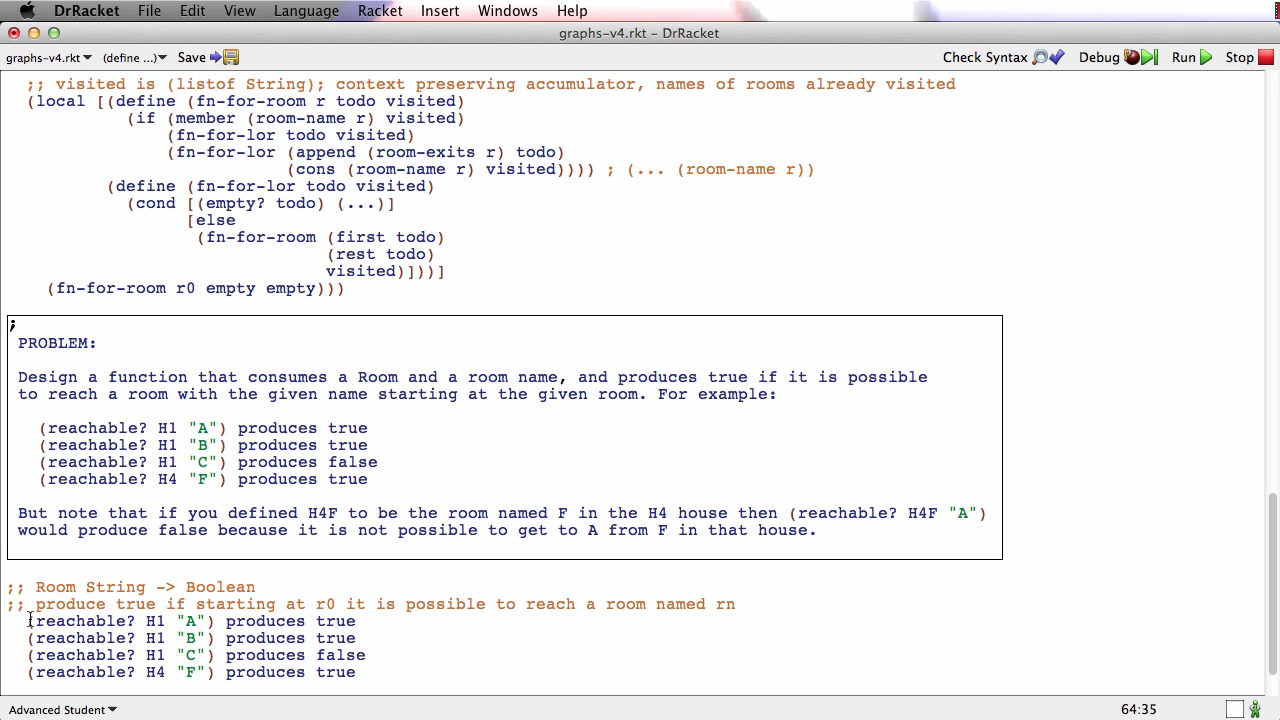 DrRacket File Edit View Language Racket Insert Windows Help
graphs-v4.rkt – DrRacket
graphs-v4.rkt (define ...) Save Check Syntax Debug Run Stop
;; visited is (listof String); context preserving accumulator, names of rooms already visited
(local [(define (fn-for-room r todo visited)
(if (member (room-name r) visited)
(fn-for-lor todo visited)
(fn-for-lor (append (room-exits r) todo)
(cons (room-name r) visited)))) ; (... (room-name r))
(define (fn-for-lor todo visited)
(cond [(empty? todo) (...)]
[else
(fn-for-room (first todo)
(rest todo)
visited)]))]
(fn-for-room r0 empty empty)))
;
PROBLEM:
Design a function that consumes a Room and a room name, and produces true if it is possible
to reach a room with the given name starting at the given room. For example:
(reachable? H1 "A") produces true
(reachable? H1 "B") produces true
(reachable? H1 "C") produces false
(reachable? H4 "F") produces true
But note that if you defined H4F to be the room named F in the H4 house then (reachable? H4F "A")
would produce false because it is not possible to get to A from F in that house.
;; Room String -> Boolean
;; produce true if starting at r0 it is possible to reach a room named rn
(reachable? H1 "A") produces true
(reachable? H1 "B") produces true
(reachable? H1 "C") produces false
(reachable? H4 "F") produces true
Advanced Student 64:35